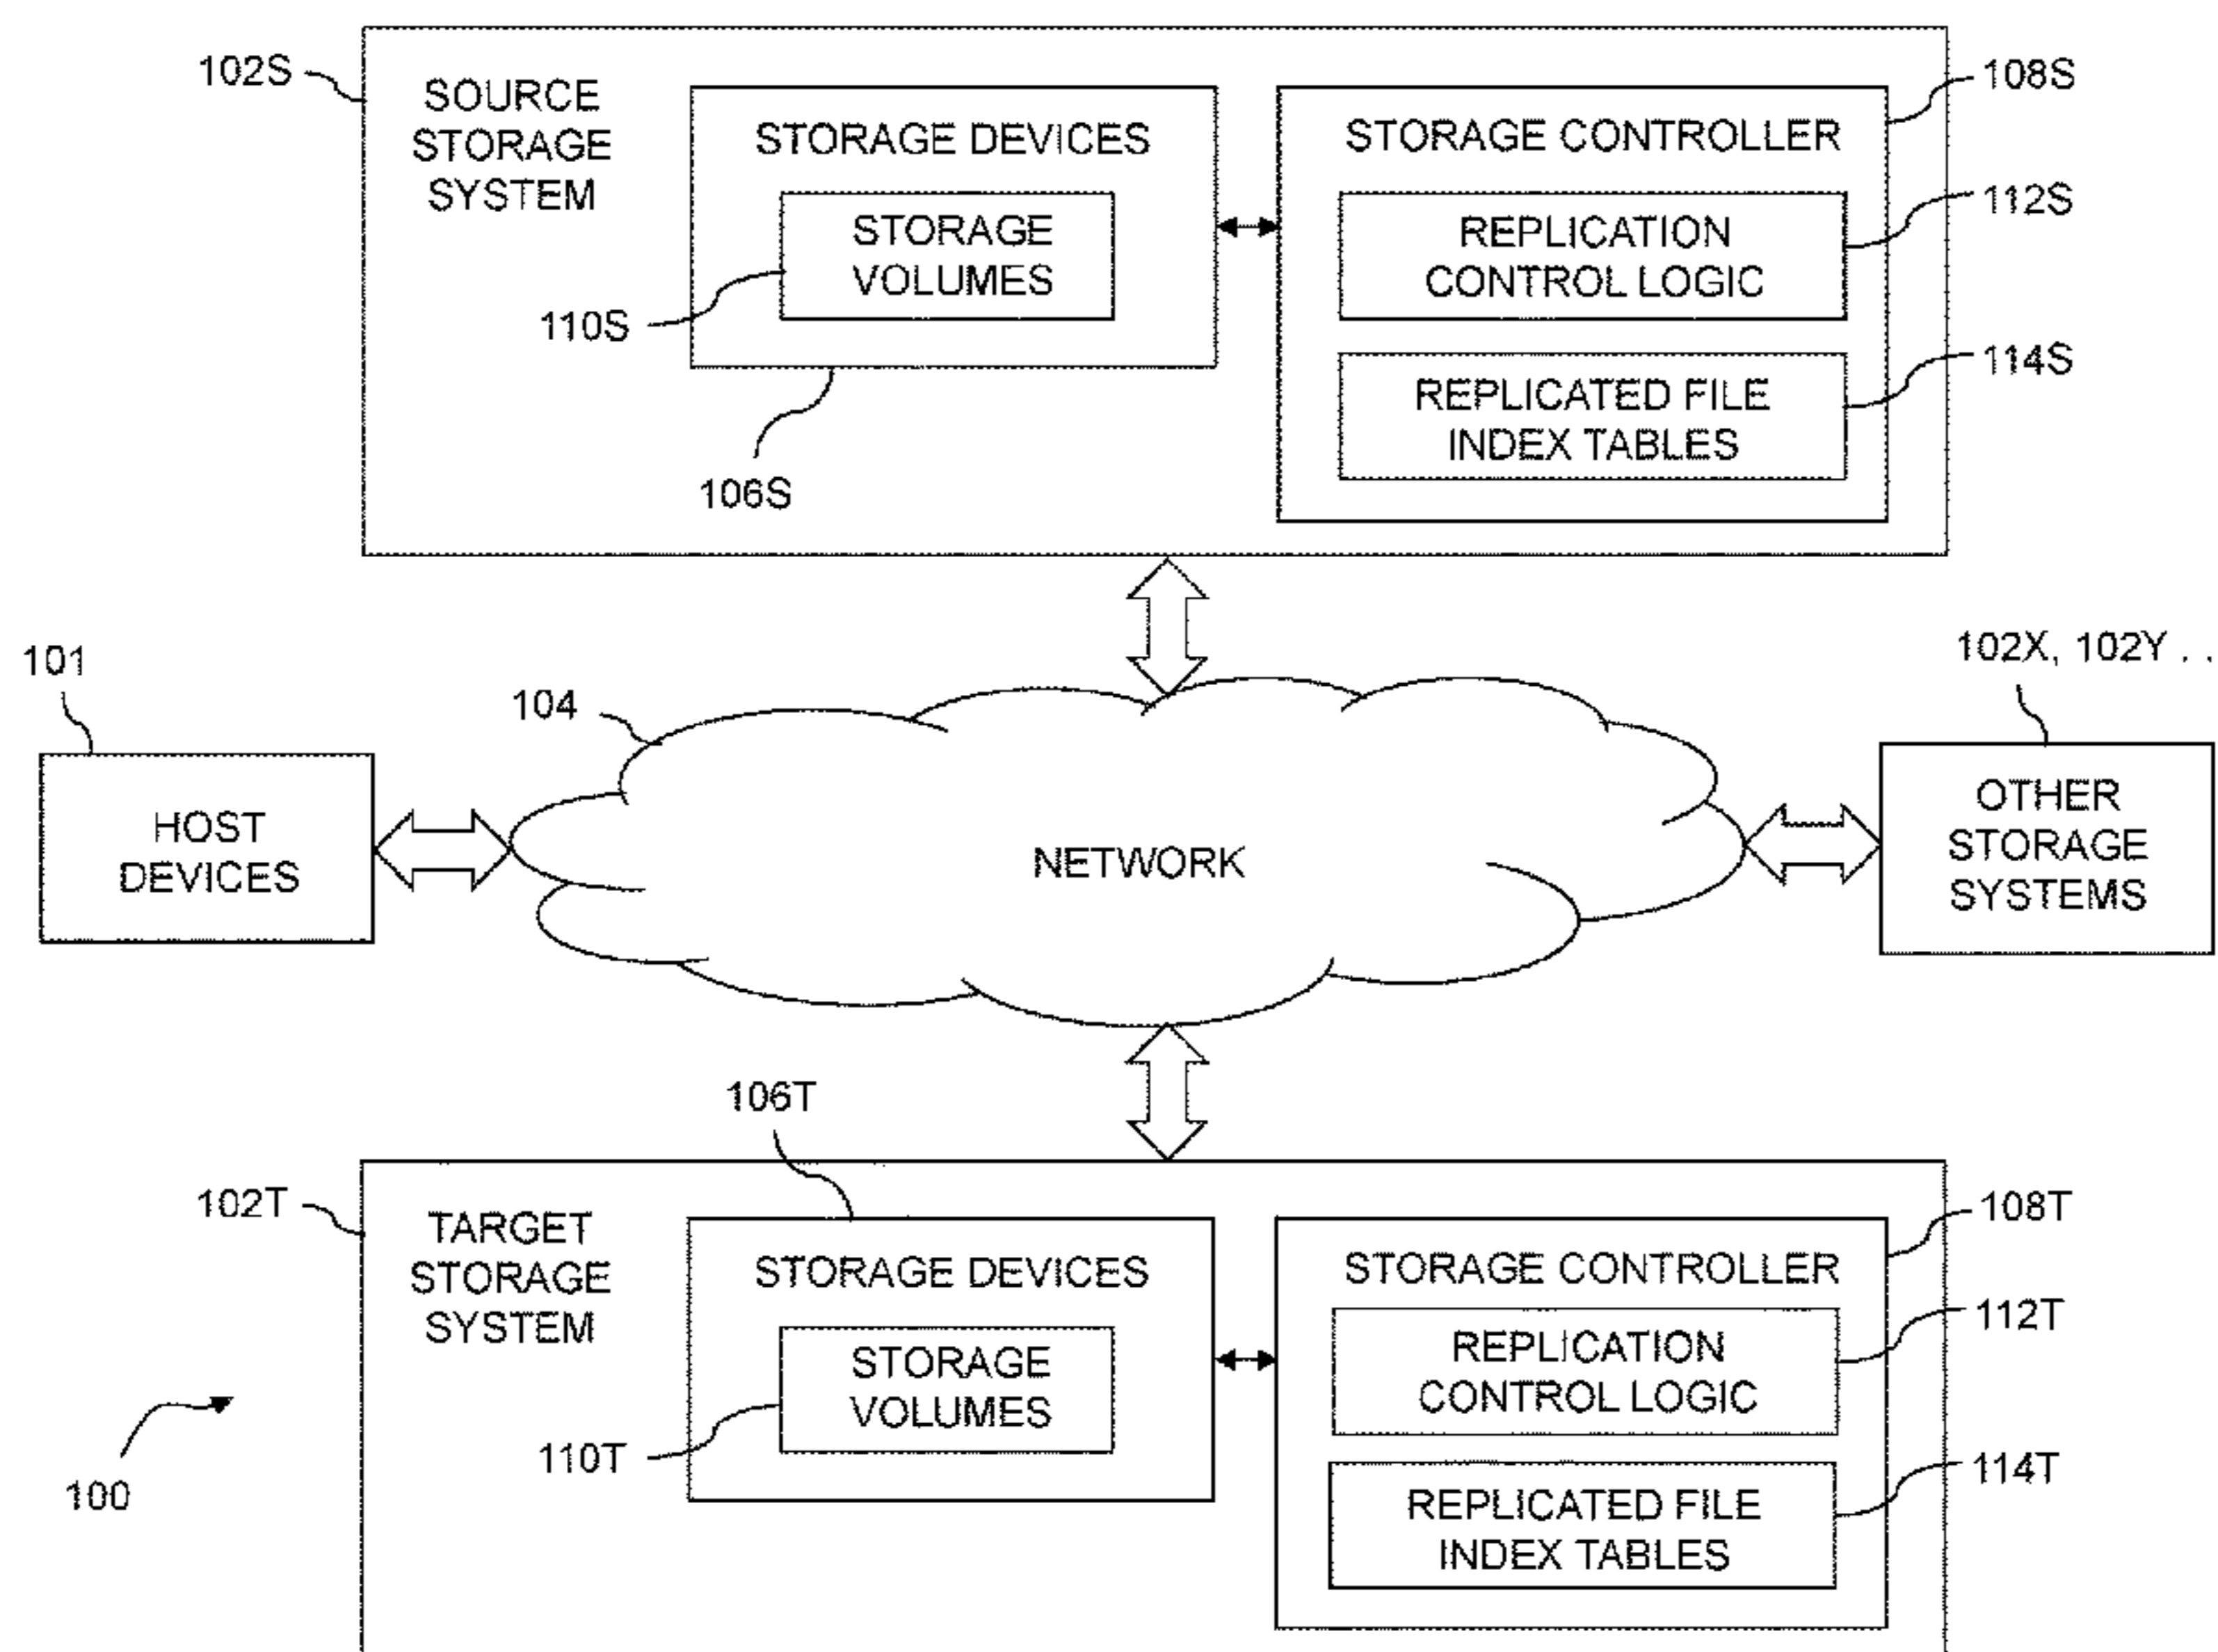 102S
SOURCE
STORAGE
SYSTEM
STORAGE DEVICES
STORAGE
VOLUMES
110S
106S
STORAGE CONTROLLER
108S
REPLICATION
CONTROL LOGIC
112S
REPLICATED FILE
INDEX TABLES
114S
101
HOST
DEVICES
104
NETWORK
102X, 102Y . .
OTHER
STORAGE
SYSTEMS
106T
102T
TARGET
STORAGE
SYSTEM
STORAGE DEVICES
STORAGE
VOLUMES
110T
STORAGE CONTROLLER
108T
REPLICATION
CONTROL LOGIC
112T
REPLICATED FILE
INDEX TABLES
114T
100